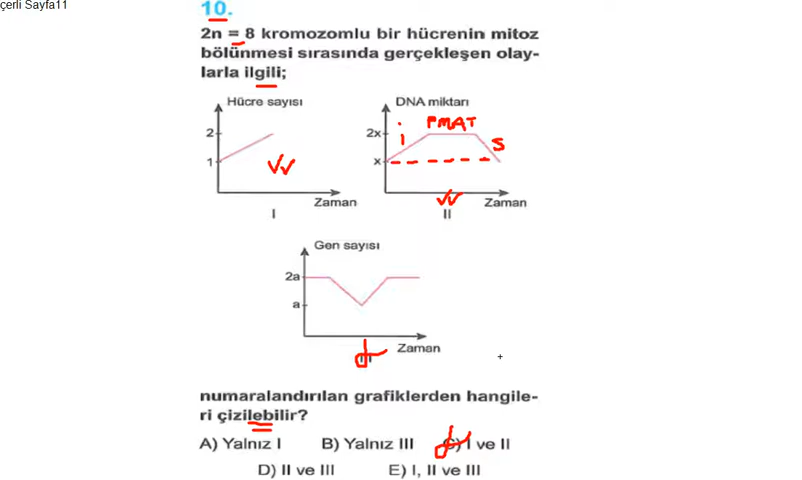 çerli Sayfa11
10.
2n = 8 kromozomlu bir hücrenin mitoz
bölünmesi sırasında gerçekleşen olay-
larla ilgili;
Hücre sayısı
2
1
Zaman
I
DNA miktarı
2x
x
i
PMAT
S
Zaman
II
Gen sayısı
2a
a
Zaman
numaralandırılan grafiklerden hangile-
ri çizilebilir?
A) Yalnız I B) Yalnız III C) I ve II
D) II ve III E) I, II ve III